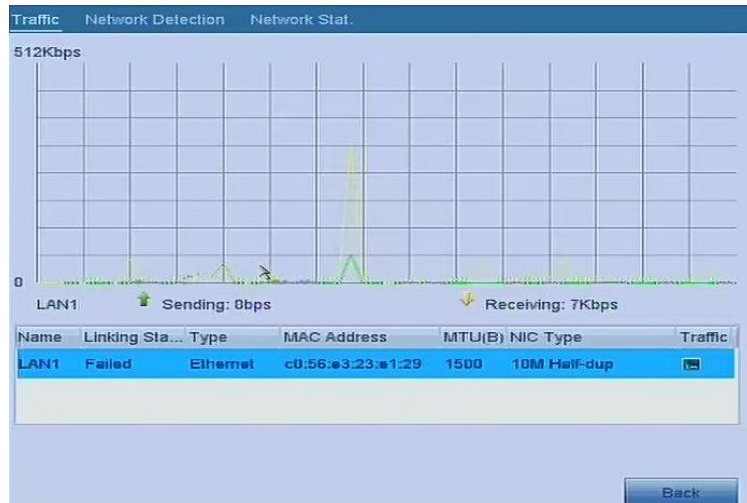 Traffic Network Detection Network Stat.
512Kbps
0
LAN1 Sending: 0bps Receiving: 7Kbps
Name Linking Sta... Type MAC Address MTU(B) NIC Type Traffic
LAN1 Failed Ethernet c0:56:e3:23:e1:29 1500 10M Half-dup
Back